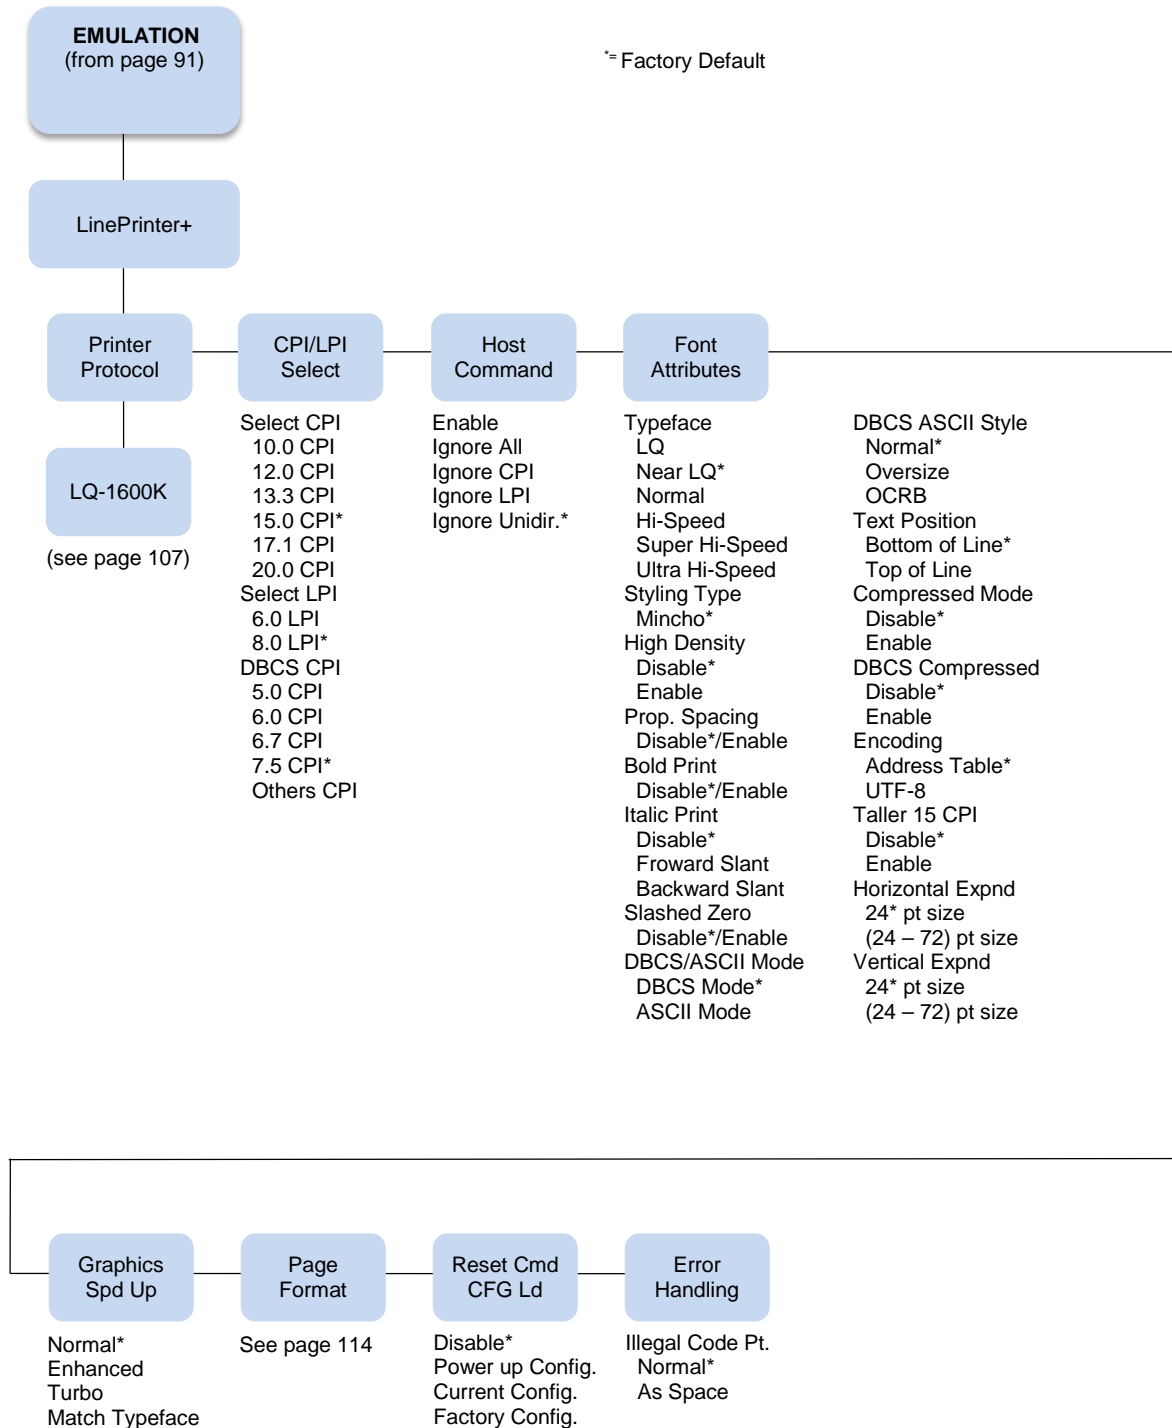 EMULATION
(from page 91)
*= Factory Default
LinePrinter+
Printer
Protocol
CPI/LPI
Select
Host
Command
Font
Attributes
LQ-1600K
(see page 107)
Select CPI
10.0 CPI
12.0 CPI
13.3 CPI
15.0 CPI*
17.1 CPI
20.0 CPI
Select LPI
6.0 LPI
8.0 LPI*
DBCS CPI
5.0 CPI
6.0 CPI
6.7 CPI
7.5 CPI*
Others CPI
Enable
Ignore All
Ignore CPI
Ignore LPI
Ignore Unidir.*
Typeface
LQ
Near LQ*
Normal
Hi-Speed
Super Hi-Speed
Ultra Hi-Speed
Styling Type
Mincho*
High Density
Disable*
Enable
Prop. Spacing
Disable*/Enable
Bold Print
Disable*/Enable
Italic Print
Disable*
Froward Slant
Backward Slant
Slashed Zero
Disable*/Enable
DBCS/ASCII Mode
DBCS Mode*
ASCII Mode
DBCS ASCII Style
Normal*
Oversize
OCRB
Text Position
Bottom of Line*
Top of Line
Compressed Mode
Disable*
Enable
DBCS Compressed
Disable*
Enable
Encoding
Address Table*
UTF-8
Taller 15 CPI
Disable*
Enable
Horizontal Expnd
24* pt size
(24 – 72) pt size
Vertical Expnd
24* pt size
(24 – 72) pt size
Graphics
Spd Up
Page
Format
Reset Cmd
CFG Ld
Error
Handling
Normal*
Enhanced
Turbo
Match Typeface
See page 114
Disable*
Power up Config.
Current Config.
Factory Config.
Illegal Code Pt.
Normal*
As Space